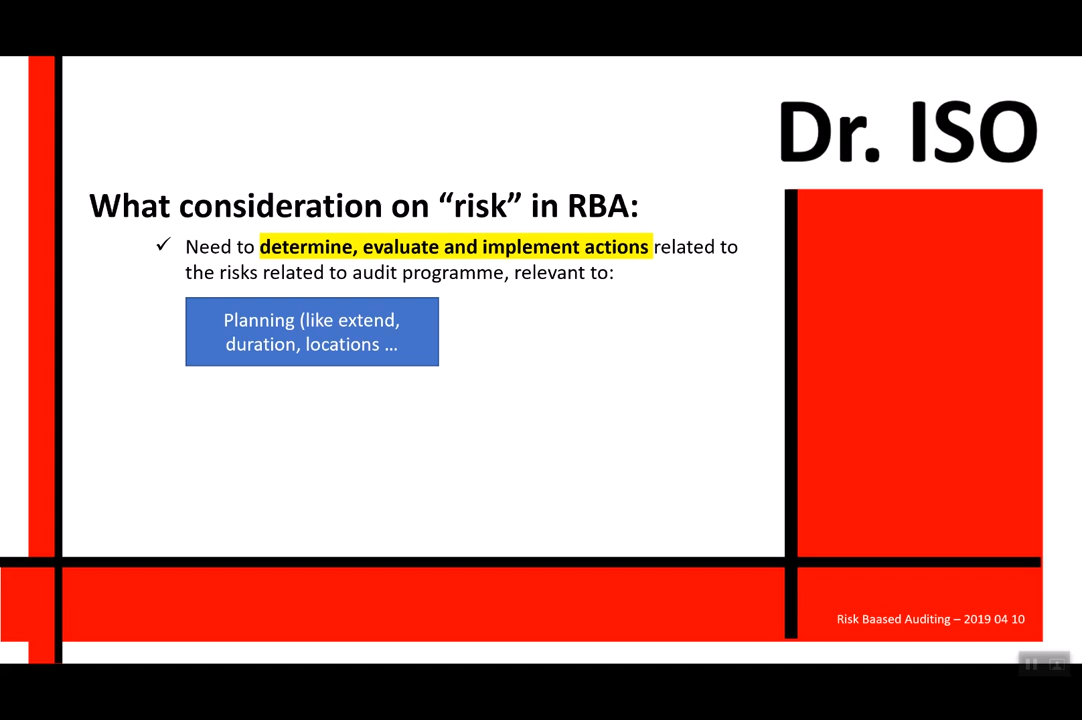 Dr. ISO
What consideration on “risk” in RBA:
✓ Need to determine, evaluate and implement actions related to
the risks related to audit programme, relevant to:
Planning (like extend,
duration, locations ...
Risk Baased Auditing – 2019 04 10